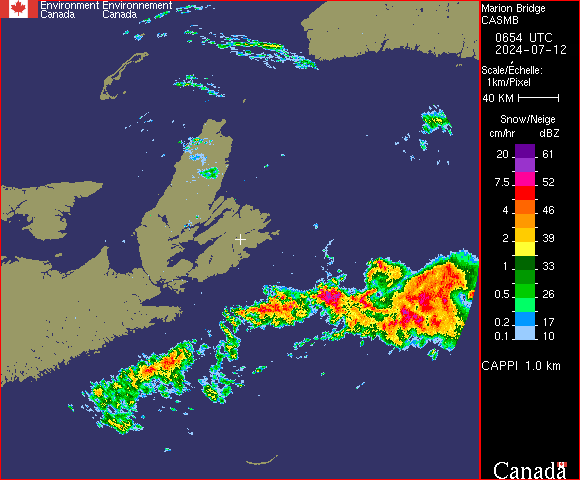 Environment Environnement
Canada Canada
Marion Bridge
CASMB
0654 UTC
2024-07-12
Scale/Échelle:
1km/Pixel
40 KM
Snow/Neige
cm/hr dBZ
20 61
7.5 52
4 46
2 39
1 33
0.5 26
0.2 17
0.1 10
CAPPI 1.0 km
Canada